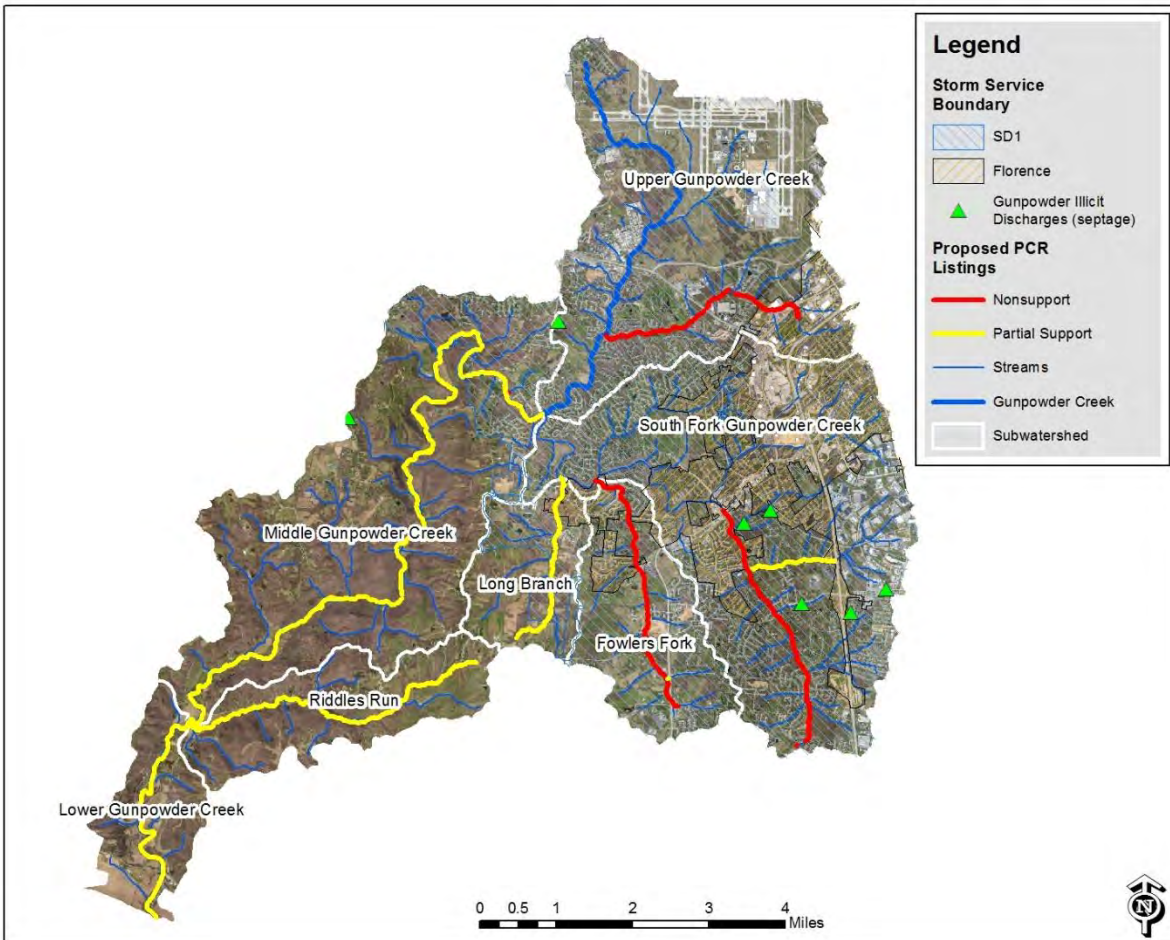 Legend
Storm Service
Boundary
SD1
Florence
Gunpowder Illicit
Discharges (septage)
Proposed PCR
Listings
Nonsupport
Partial Support
Streams
Gunpowder Creek
Subwatershed
Upper Gunpowder Creek
South Fork Gunpowder Creek
Middle Gunpowder Creek
Long Branch
Fowlers Fork
Riddles Run
Lower Gunpowder Creek
0 0.5 1 2 3 4
Miles
N